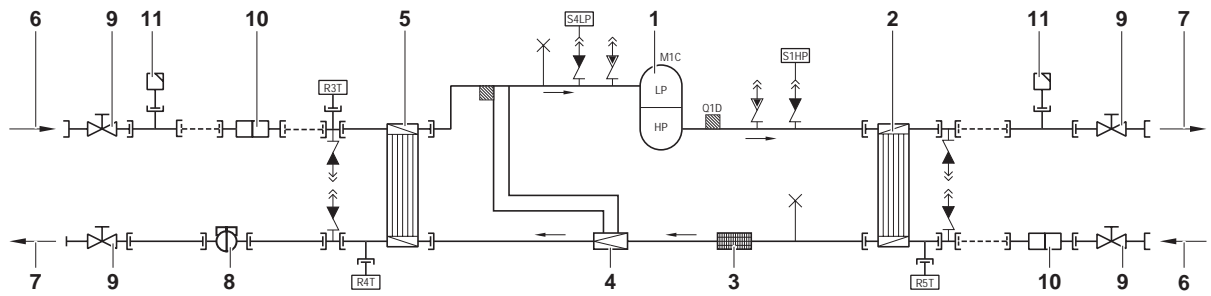 6 9 11 10 5 S4LP 1 2 11 9 7
M1C
S1HP
R3T
LP
Q1D
HP
7 9 8 R4T 4 3 R5T 10 9 6